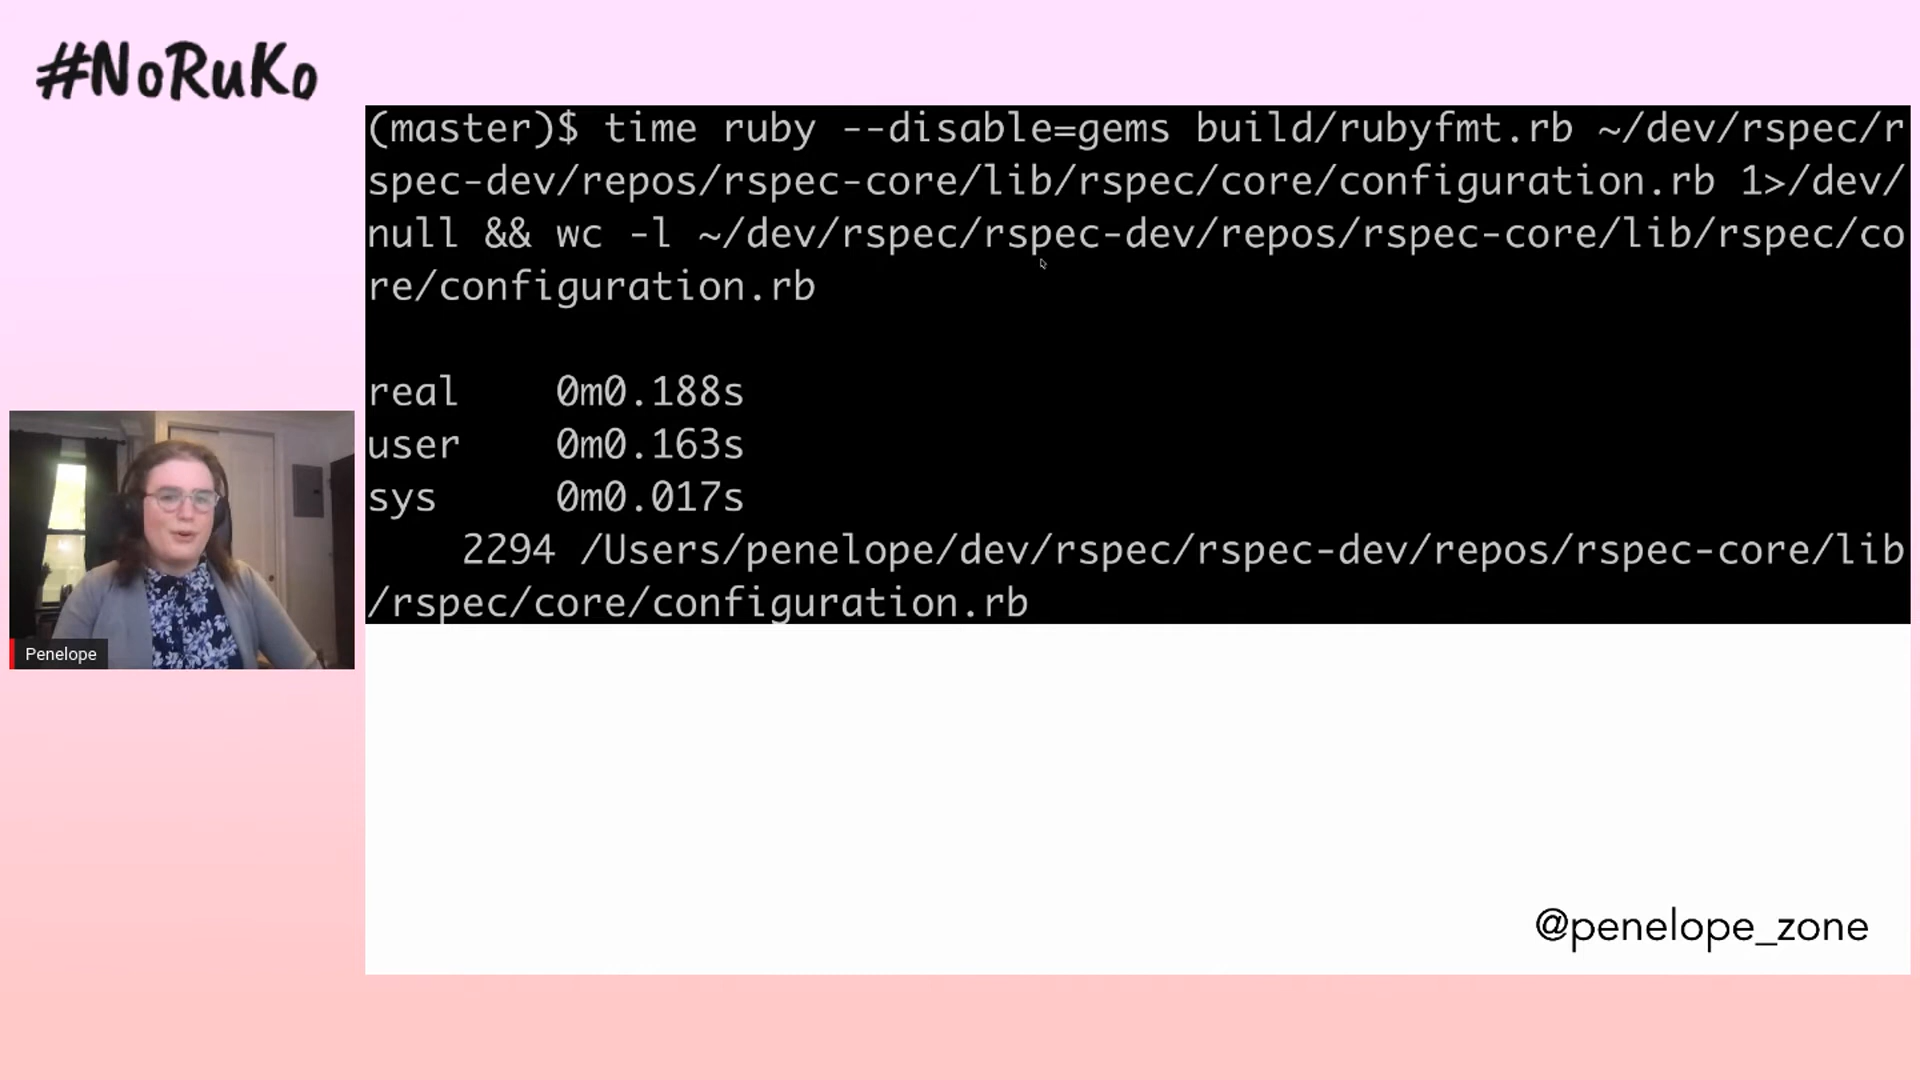 #NoRuKo
(master)$ time ruby --disable=gems build/rubyfmt.rb ~/dev/rspec/r
spec-dev/repos/rspec-core/lib/rspec/core/configuration.rb 1>/dev/
null && wc -l ~/dev/rspec/rspec-dev/repos/rspec-core/lib/rspec/co
re/configuration.rb
real 0m0.188s
user 0m0.163s
sys 0m0.017s
2294 /Users/penelope/dev/rspec/rspec-dev/repos/rspec-core/lib
/rspec/core/configuration.rb
Penelope
@penelope_zone